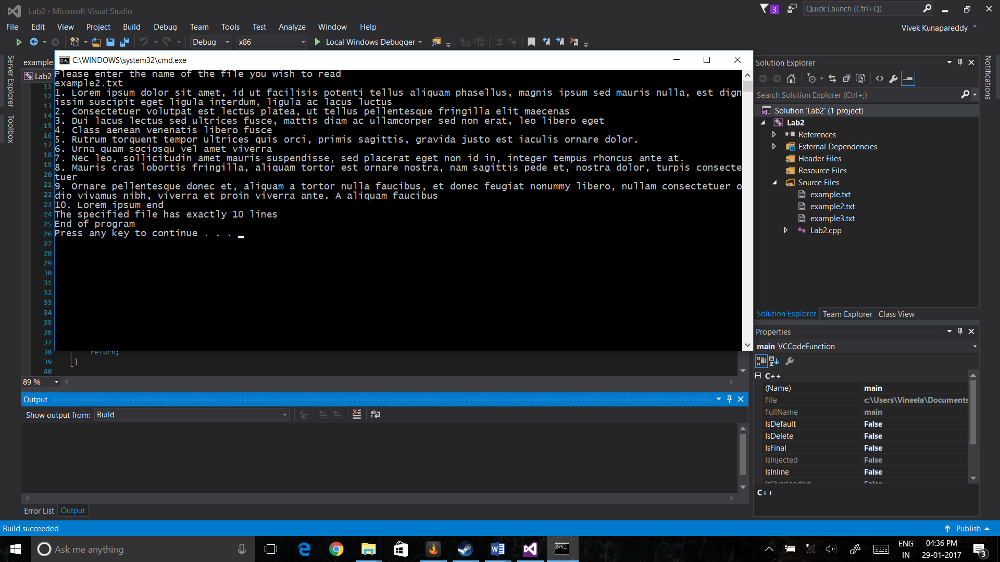 Lab2 - Microsoft Visual Studio
3
Quick Launch (Ctrl+Q)
File Edit View Project Build Debug Team Tools Test Analyze Window Help
Vivek Kunapareddy
Debug x86 Local Windows Debugger
Server Explorer
Toolbox
example
Lab2
C:\WINDOWS\system32\cmd.exe
Please enter the name of the file you wish to read
example2.txt
1. Lorem ipsum dolor sit amet, id ut facilisis potenti tellus aliquam phasellus, magnis ipsum sed mauris nulla, est dign
issim suscipit eget ligula interdum, ligula ac lacus luctus
2. Consectetuer volutpat est lectus platea, ut tellus pellentesque fringilla elit maecenas
3. Dui lacus lectus sed ultrices fusce, mattis diam ac ullamcorper sed non erat, leo libero eget
4. Class aenean venenatis libero fusce
5. Rutrum torquent tempor ultrices quis orci, primis sagittis, gravida justo est iaculis ornare dolor.
6. Urna quam sociosqu vel amet viverra
7. Nec leo, sollicitudin amet mauris suspendisse, sed placerat eget non id in, integer tempus rhoncus ante at.
8. Mauris cras lobortis fringilla, aliquam tortor est ornare nostra, nam sagittis pede et, nostra dolor, turpis consecte
tuer
9. Ornare pellentesque donec et, aliquam a tortor nulla faucibus, et donec feugiat nonummy libero, nullam consectetuer o
dio vivamus nibh, viverra et proin viverra ante. A aliquam faucibus
10. Lorem ipsum end
The specified file has exactly 10 lines
End of program
Press any key to continue . . .
11
12
13
14
15
16
17
18
19
20
21
22
23
24
25
26
27
28
29
30
31
32
33
34
35
36
37
38 return;
39 }
40
89 %
Output
Show output from: Build
Error List Output
Solution Explorer
Search Solution Explorer (Ctrl+;)
Solution 'Lab2' (1 project)
Lab2
References
External Dependencies
Header Files
Resource Files
Source Files
example.txt
example2.txt
example3.txt
Lab2.cpp
Solution Explorer Team Explorer Class View
Notifications
Properties
main VCCodeFunction
C++
(Name) main
File c:\Users\Vineela\Documents
FullName main
IsDefault False
IsDelete False
IsFinal False
IsInjected False
IsInline False
IsOverloaded False
C++
Build succeeded
Publish
Ask me anything
ENG
IN
04:36 PM
29-01-2017
3